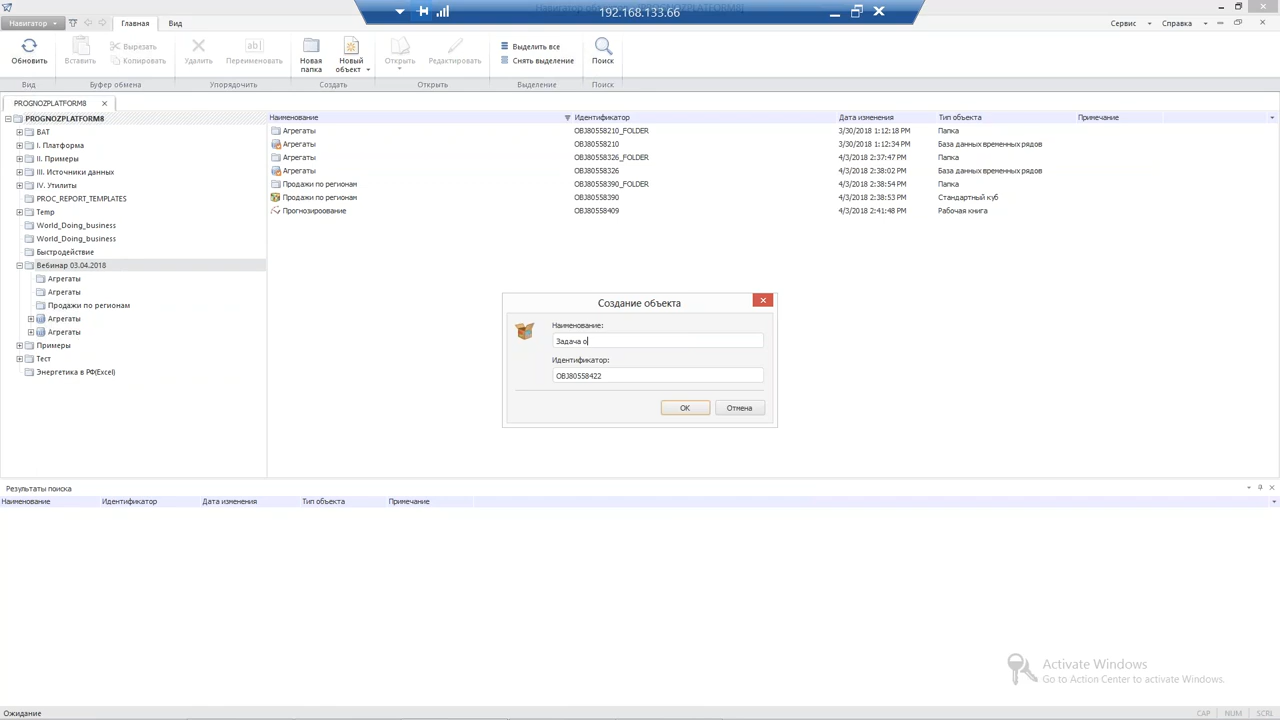 192.168.133.66
Навигатор
Главная
Вид
Сервис
Справка
Обновить
Вставить
Вырезать
Копировать
Удалить
Переименовать
Новая папка
Новый объект
Открыть
Редактировать
Выделить все
Снять выделение
Поиск
Вид
Буфер обмена
Упорядочить
Создать
Открыть
Выделение
Поиск
PROGNOZPLATFORM8
PROGNOZPLATFORM8
BAT
I. Платформа
II. Примеры
III. Источники данных
IV. Утилиты
PROC_REPORT_TEMPLATES
Temp
World_Doing_business
World_Doing_business
Быстродействие
Вебинар 03.04.2018
Агрегаты
Агрегаты
Продажи по регионам
Агрегаты
Агрегаты
Примеры
Тест
Энергетика в РФ(Excel)
Наименование Идентификатор Дата изменения Тип объекта Примечание
Агрегаты OBJ80558210_FOLDER 3/30/2018 1:12:18 PM Папка
Агрегаты OBJ80558210 3/30/2018 1:12:34 PM База данных временных рядов
Агрегаты OBJ80558326_FOLDER 4/3/2018 2:37:47 PM Папка
Агрегаты OBJ80558326 4/3/2018 2:38:02 PM База данных временных рядов
Продажи по регионам OBJ80558390_FOLDER 4/3/2018 2:38:54 PM Папка
Продажи по регионам OBJ80558390 4/3/2018 2:38:53 PM Стандартный куб
Прогнозироование OBJ80558409 4/3/2018 2:41:48 PM Рабочая книга
Создание объекта
Наименование:
Задача о
Идентификатор:
OBJ80558422
OK
Отмена
Результаты поиска
Наименование Идентификатор Дата изменения Тип объекта Примечание
Activate Windows
Go to Action Center to activate Windows.
Ожидание
CAP NUM SCRL